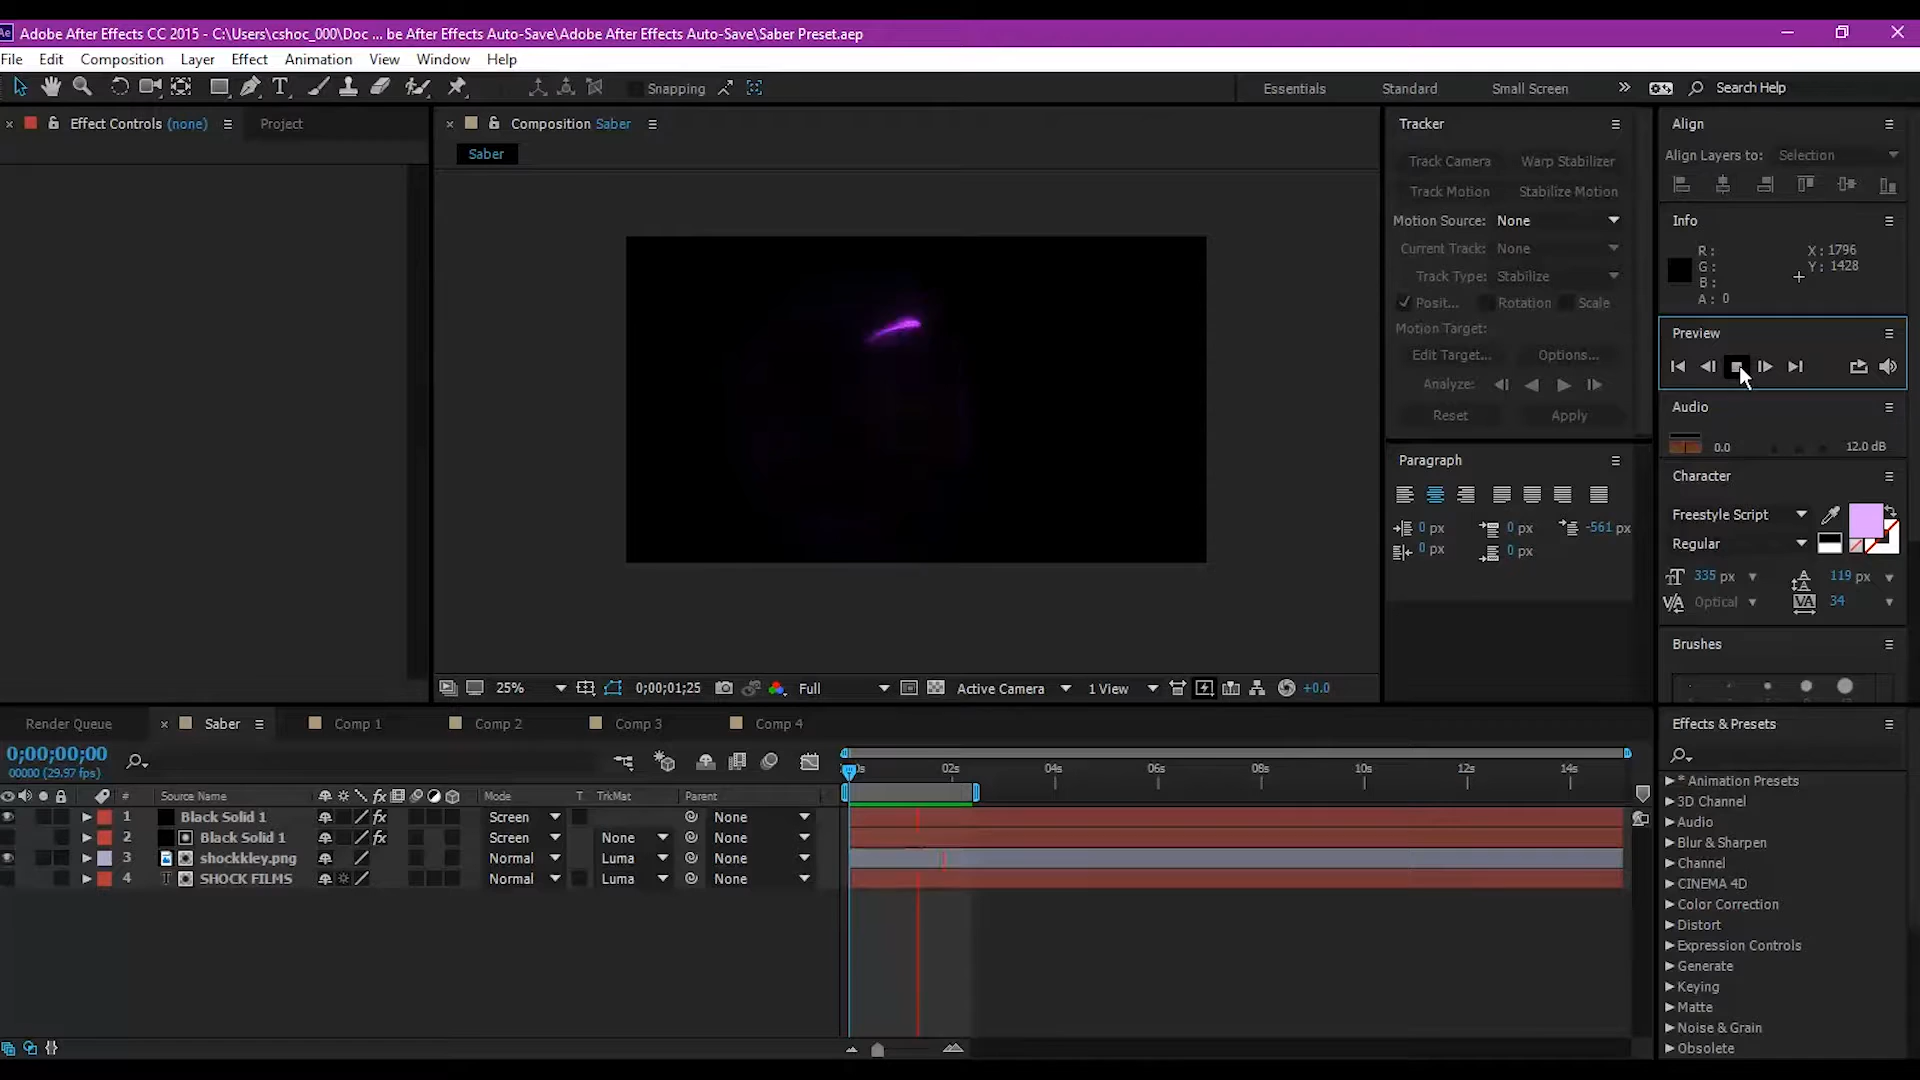 Ae Adobe After Effects CC 2015 - C:\Users\cshoc_000\Doc ... be After Effects Auto-Save\Adobe After Effects Auto-Save\Saber Preset.aep
File Edit Composition Layer Effect Animation View Window Help
T Snapping Essentials Standard Small Screen Search Help
Effect Controls (none) Project
Composition Saber
Saber
25% 0;00;01;25 Full Active Camera 1 View +0.0
Tracker
Track Camera Warp Stabilizer
Track Motion Stabilize Motion
Motion Source: None
Current Track: None
Track Type: Stabilize
Posit... Rotation Scale
Motion Target:
Edit Target... Options...
Analyze:
Reset Apply
Paragraph
0 px 0 px -561 px
0 px 0 px
Align
Align Layers to: Selection
Info
R: X: 1796
G: Y: 1428
B:
A: 0
Preview
Audio
0.0 12.0 dB
Character
Freestyle Script
Regular
335 px 119 px
Optical 34
Brushes
Render Queue Saber Comp 1 Comp 2 Comp 3 Comp 4
0;00;00;00
00000 (29.97 fps)
02s 04s 06s 08s 10s 12s 14s
# Source Name fx Mode T TrkMat Parent
1 Black Solid 1 fx Screen None
2 Black Solid 1 fx Screen None None
3 shockkley.png Normal Luma None
4 T SHOCK FILMS Normal Luma None
Effects & Presets
* Animation Presets
3D Channel
Audio
Blur & Sharpen
Channel
CINEMA 4D
Color Correction
Distort
Expression Controls
Generate
Keying
Matte
Noise & Grain
Obsolete